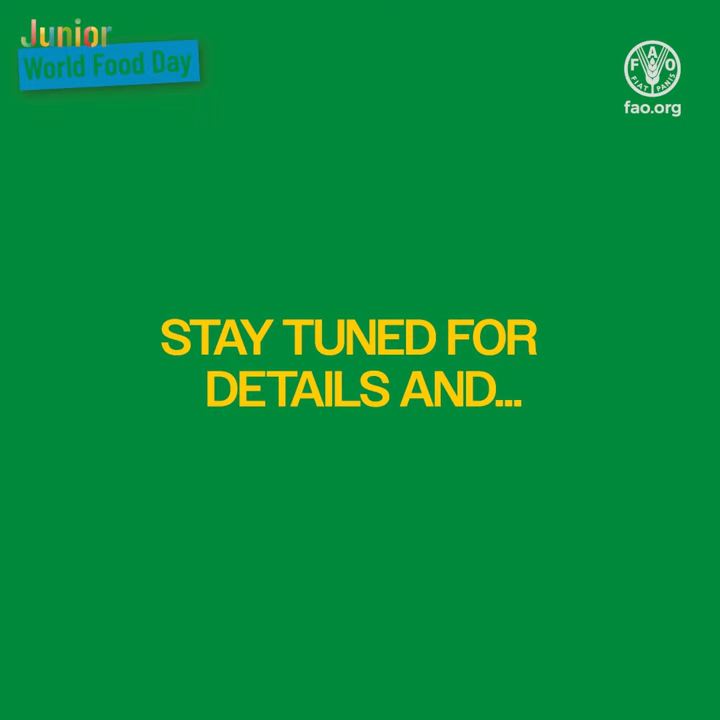 Junior
World Food Day
F A O
FIAT PANIS
fao.org
STAY TUNED FOR
DETAILS AND...